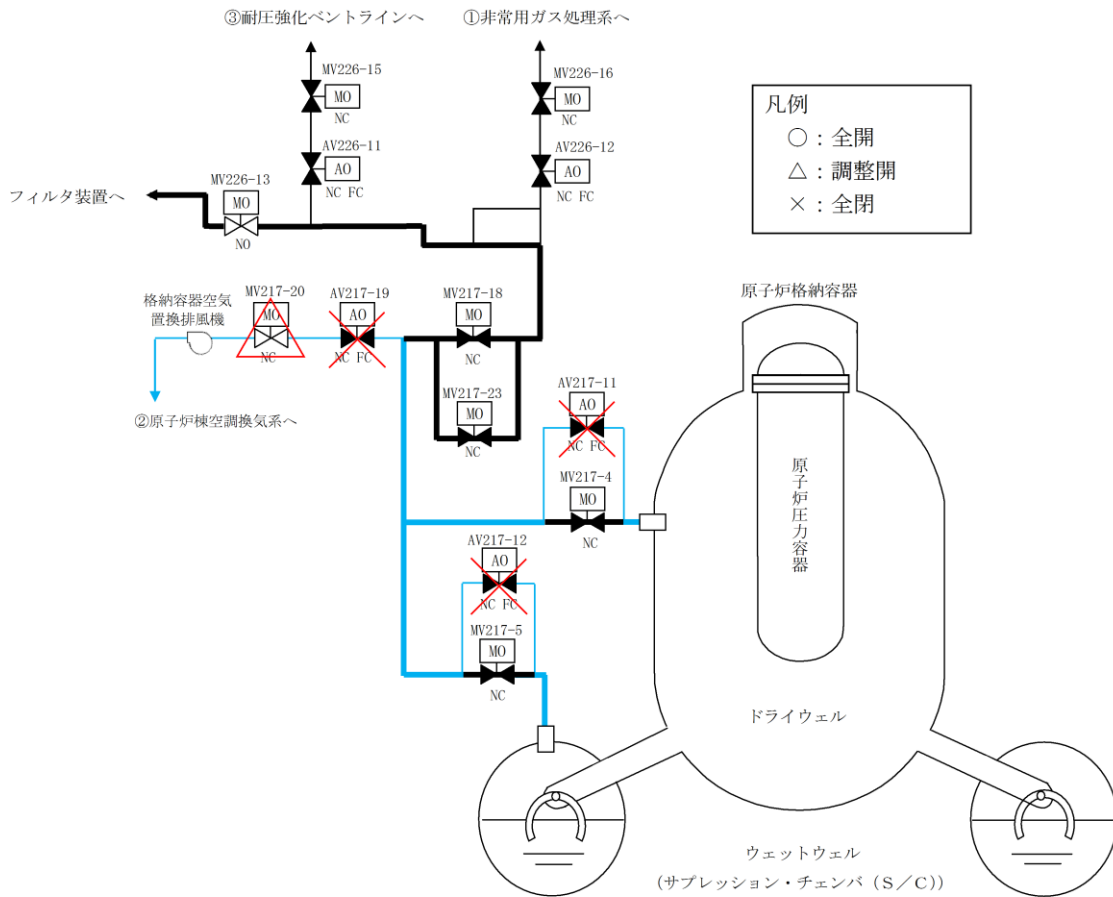 ③耐圧強化ベントラインへ
①非常用ガス処理系へ
MV226-15
MO
NC
MV226-16
MO
NC
凡例
○：全開
△：調整開
×：全閉
AV226-11
AO
NC FC
AV226-12
AO
NC FC
MV226-13
MO
NO
フィルタ装置へ
格納容器空気
置換排風機
MV217-20
MO
NC
AV217-19
AO
NC FC
MV217-18
MO
NC
原子炉格納容器
②原子炉棟空調換気系へ
MV217-23
MO
NC
AV217-11
AO
NC FC
MV217-4
MO
NC
原子炉圧力容器
AV217-12
AO
NC FC
MV217-5
MO
NC
ドライウェル
ウェットウェル
(サプレッション・チェンバ（Ｓ／Ｃ))